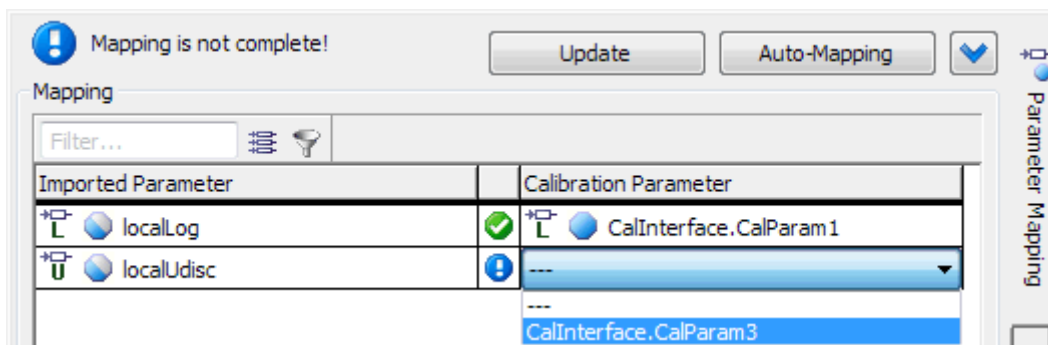 Mapping is not complete!
Update
Auto-Mapping
Mapping
Filter...
Imported Parameter
Calibration Parameter
L localLog
L CalInterface.CalParam1
U localUdisc
---
---
CalInterface.CalParam3
Parameter Mapping